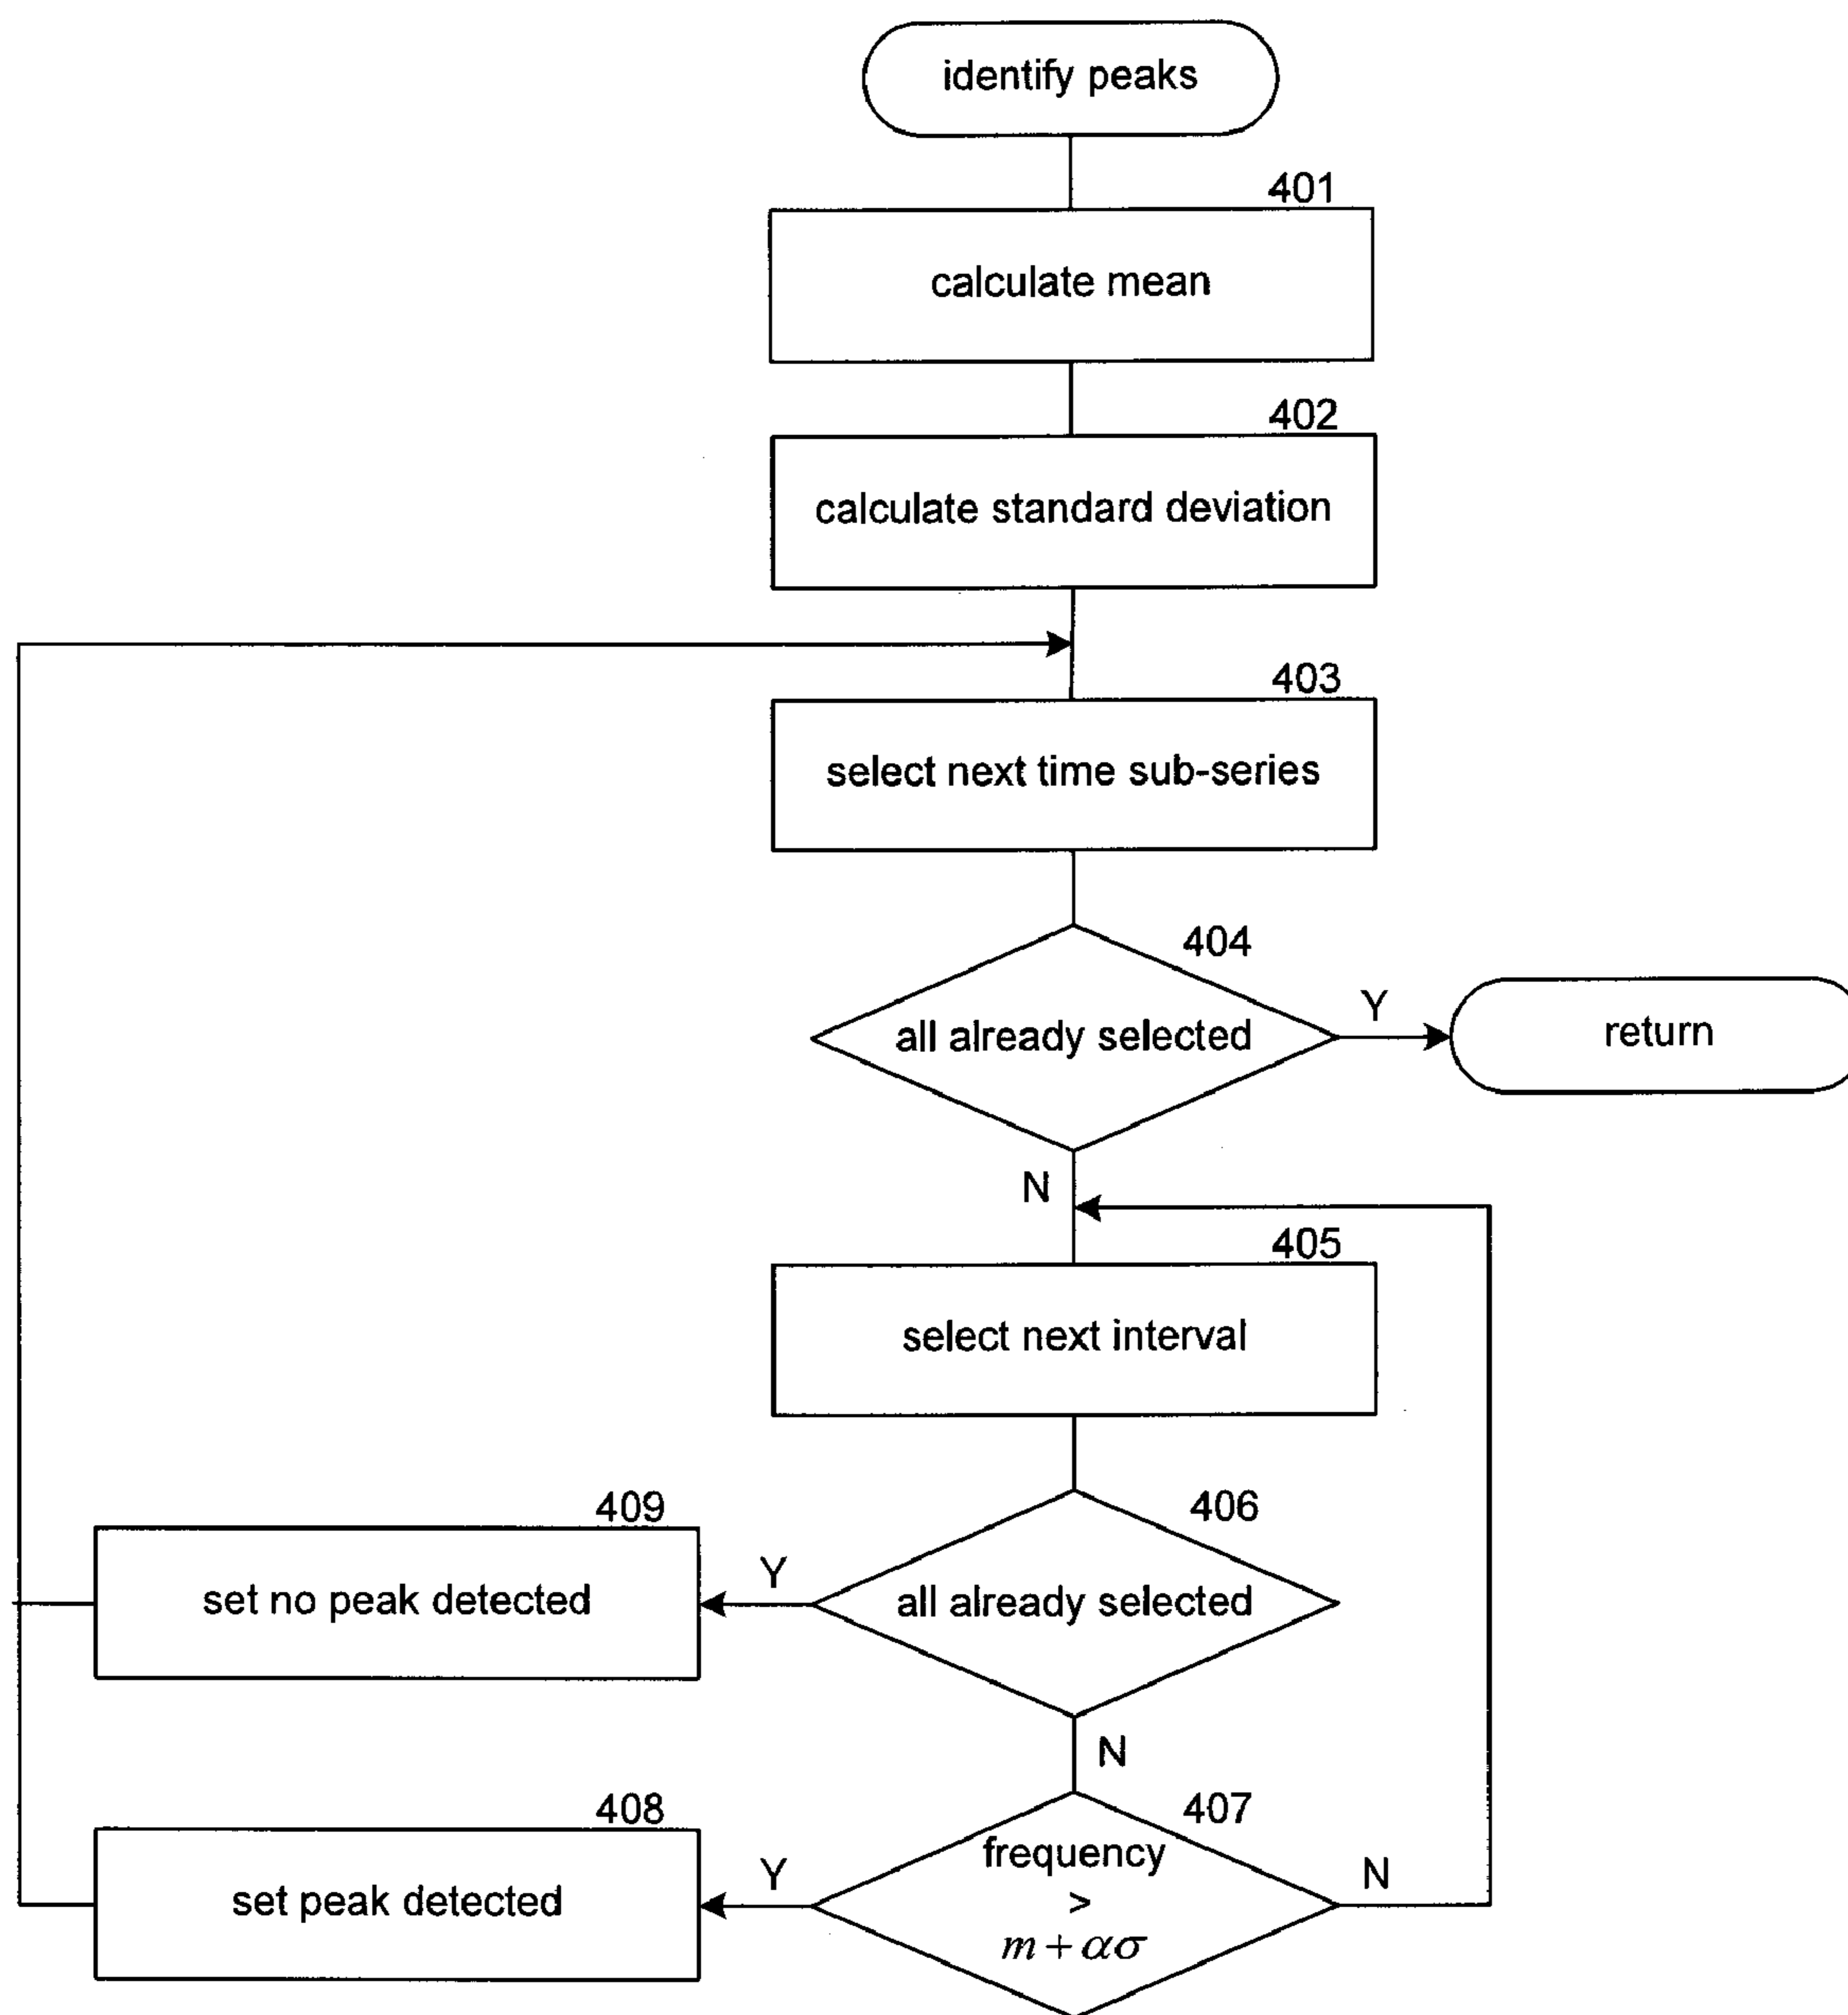 identify peaks
401
calculate mean
402
calculate standard deviation
403
select next time sub-series
404
all already selected
Y
return
N
405
select next interval
406
all already selected
Y
409
set no peak detected
N
407
frequency
>
m + ασ
Y
N
408
set peak detected